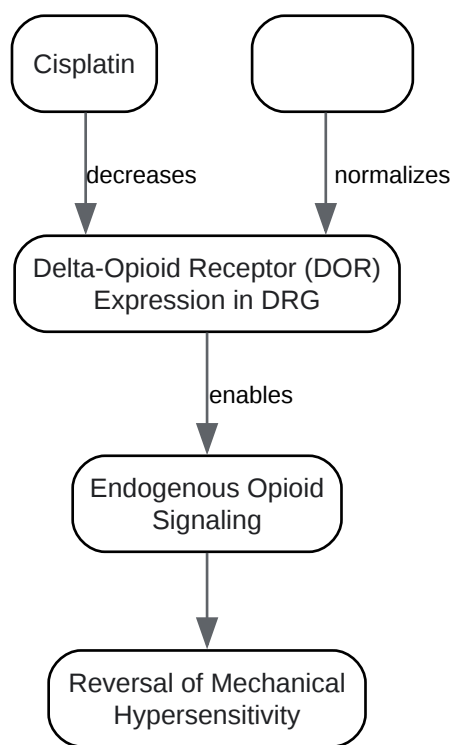 Cisplatin
decreases
normalizes
Delta-Opioid Receptor (DOR)
Expression in DRG
enables
Endogenous Opioid
Signaling
Reversal of Mechanical
Hypersensitivity